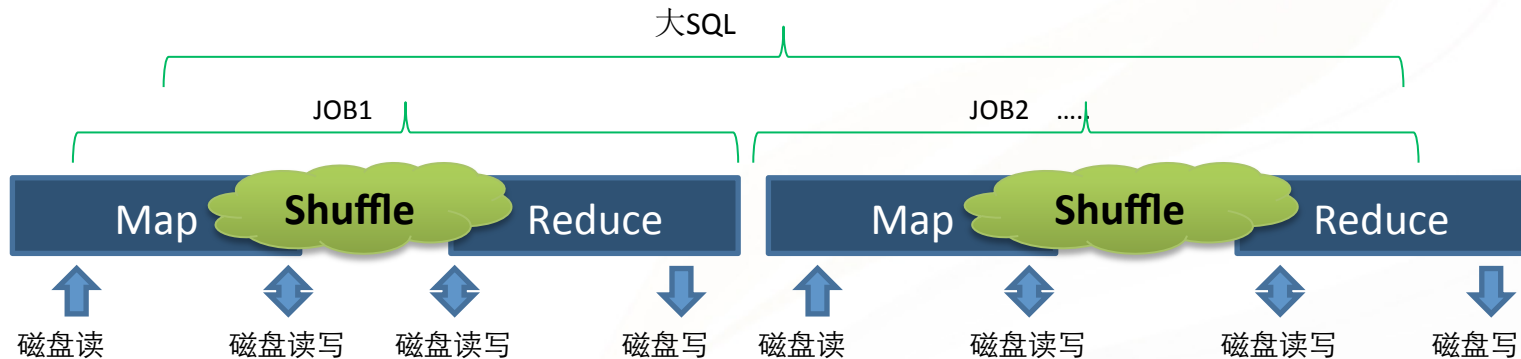 大SQL
JOB1 JOB2 .....
Map Shuffle Reduce Map Shuffle Reduce
磁盘读 磁盘读写 磁盘读写 磁盘写 磁盘读 磁盘读写 磁盘读写 磁盘写